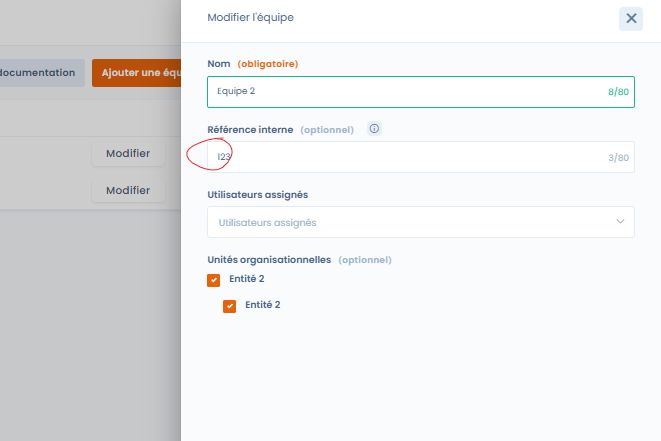 Modifier l'équipe
documentation
Ajouter une équ
Nom (obligatoire)
Equipe 2
8/80
Référence interne (optionnel)
123
3/80
Modifier
Modifier
Utilisateurs assignés
Utilisateurs assignés
Unités organisationnelles (optionnel)
Entité 2
Entité 2